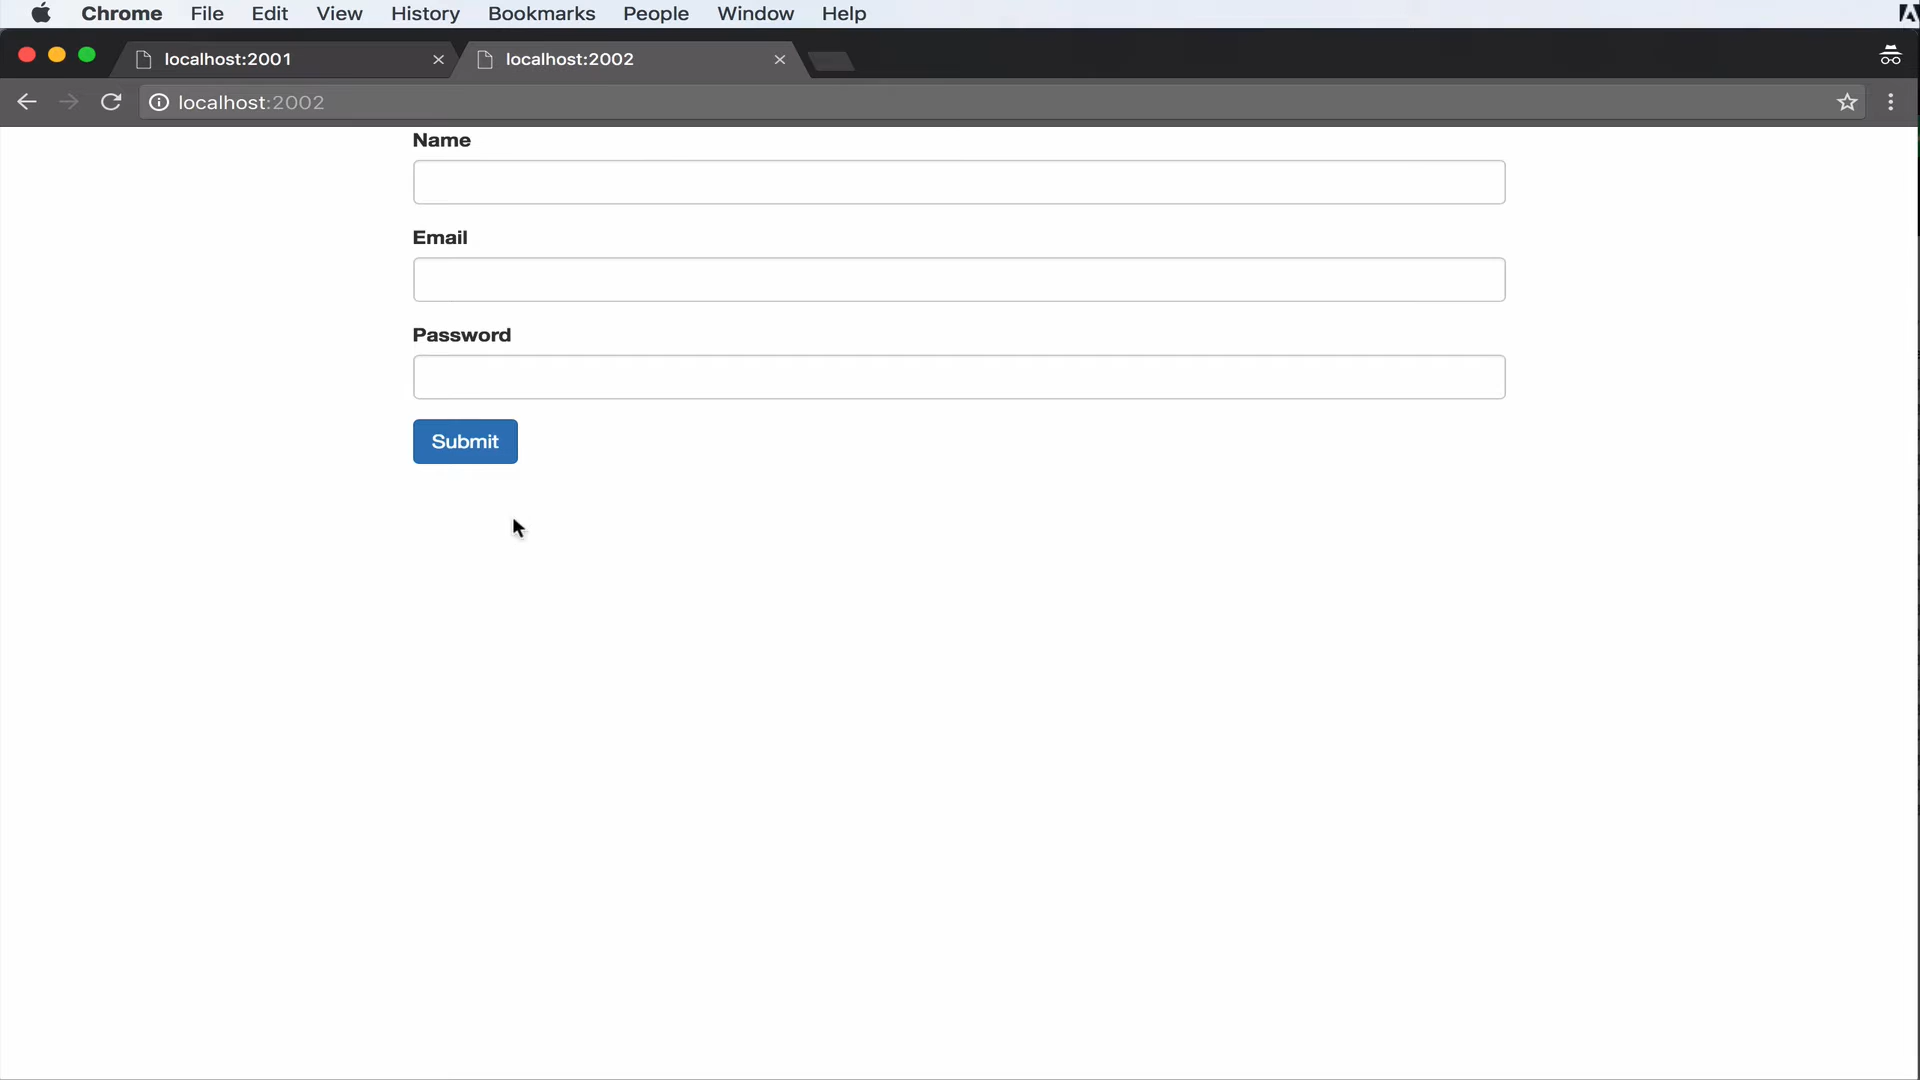 Chrome File Edit View History Bookmarks People Window Help
localhost:2001 localhost:2002
localhost:2002
Name
Email
Password
Submit